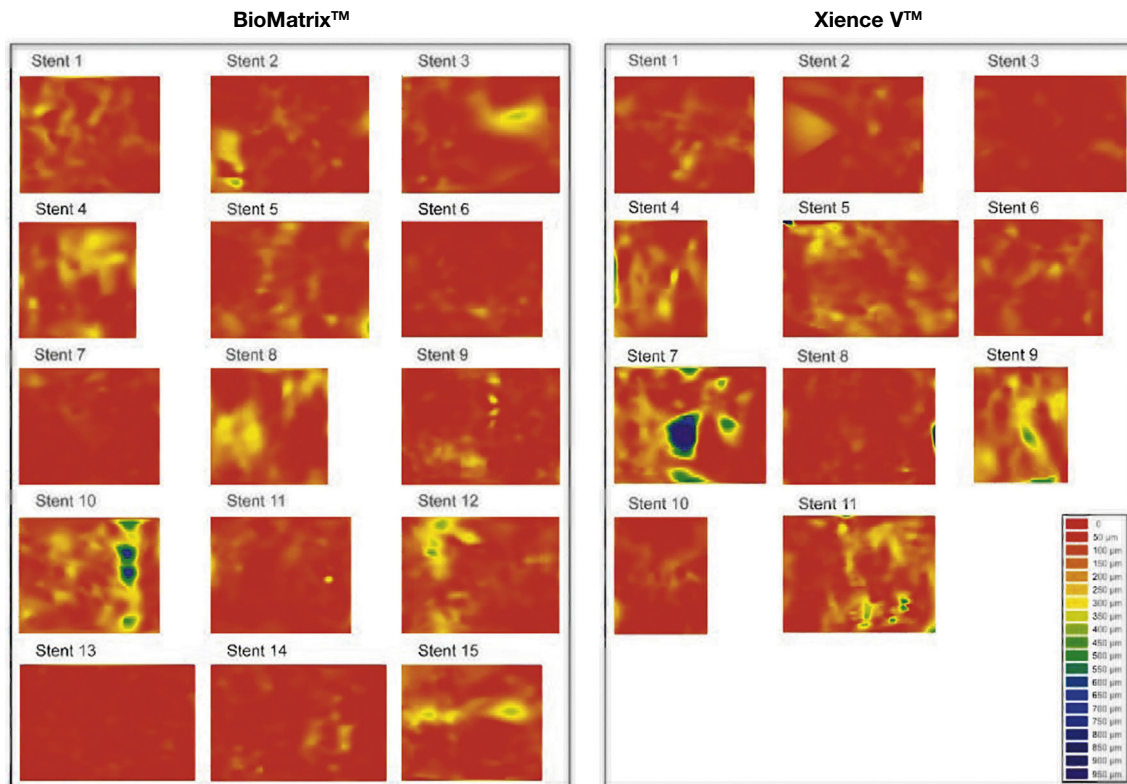 BioMatrix™
Xience V™
Stent 1
Stent 2
Stent 3
Stent 4
Stent 5
Stent 6
Stent 7
Stent 8
Stent 9
Stent 10
Stent 11
Stent 12
Stent 13
Stent 14
Stent 15
Stent 1
Stent 2
Stent 3
Stent 4
Stent 5
Stent 6
Stent 7
Stent 8
Stent 9
Stent 10
Stent 11
0
50 µm
100 µm
150 µm
200 µm
250 µm
300 µm
350 µm
400 µm
450 µm
500 µm
550 µm
600 µm
650 µm
700 µm
750 µm
800 µm
850 µm
900 µm
950 µm